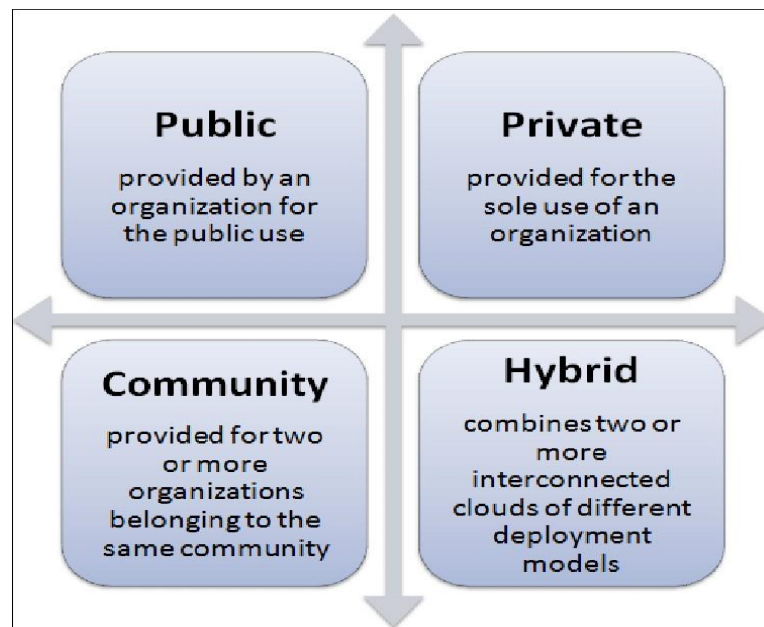 Public
provided by an
organization for
the public use
Private
provided for the
sole use of an
organization
Community
provided for two
or more
organizations
belonging to the
same community
Hybrid
combines two or
more
interconnected
clouds of different
deployment
models